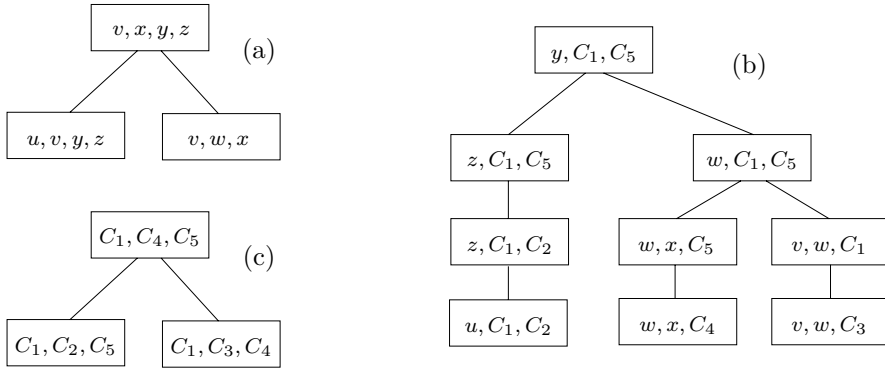 v, x, y, z
(a)
u, v, y, z
v, w, x
C₁, C₄, C₅
(c)
C₁, C₂, C₅
C₁, C₃, C₄
y, C₁, C₅
(b)
z, C₁, C₅
w, C₁, C₅
z, C₁, C₂
w, x, C₅
v, w, C₁
u, C₁, C₂
w, x, C₄
v, w, C₃